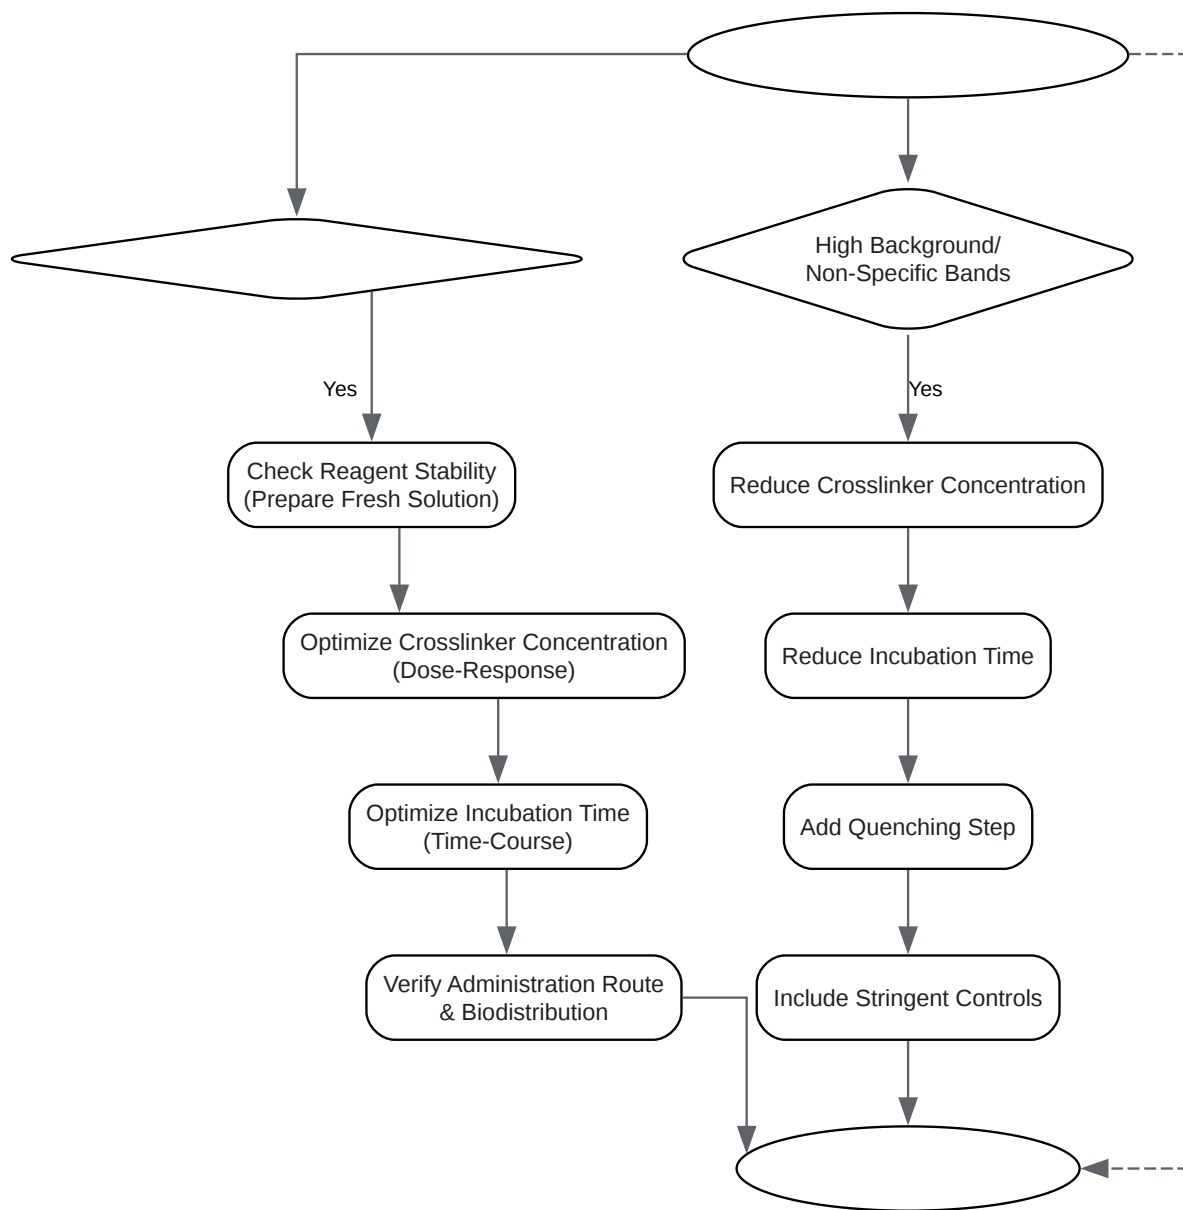 High Background/
Non-Specific Bands
Yes
Yes
Check Reagent Stability
(Prepare Fresh Solution)
Reduce Crosslinker Concentration
Optimize Crosslinker Concentration
(Dose-Response)
Reduce Incubation Time
Optimize Incubation Time
(Time-Course)
Add Quenching Step
Verify Administration Route
& Biodistribution
Include Stringent Controls